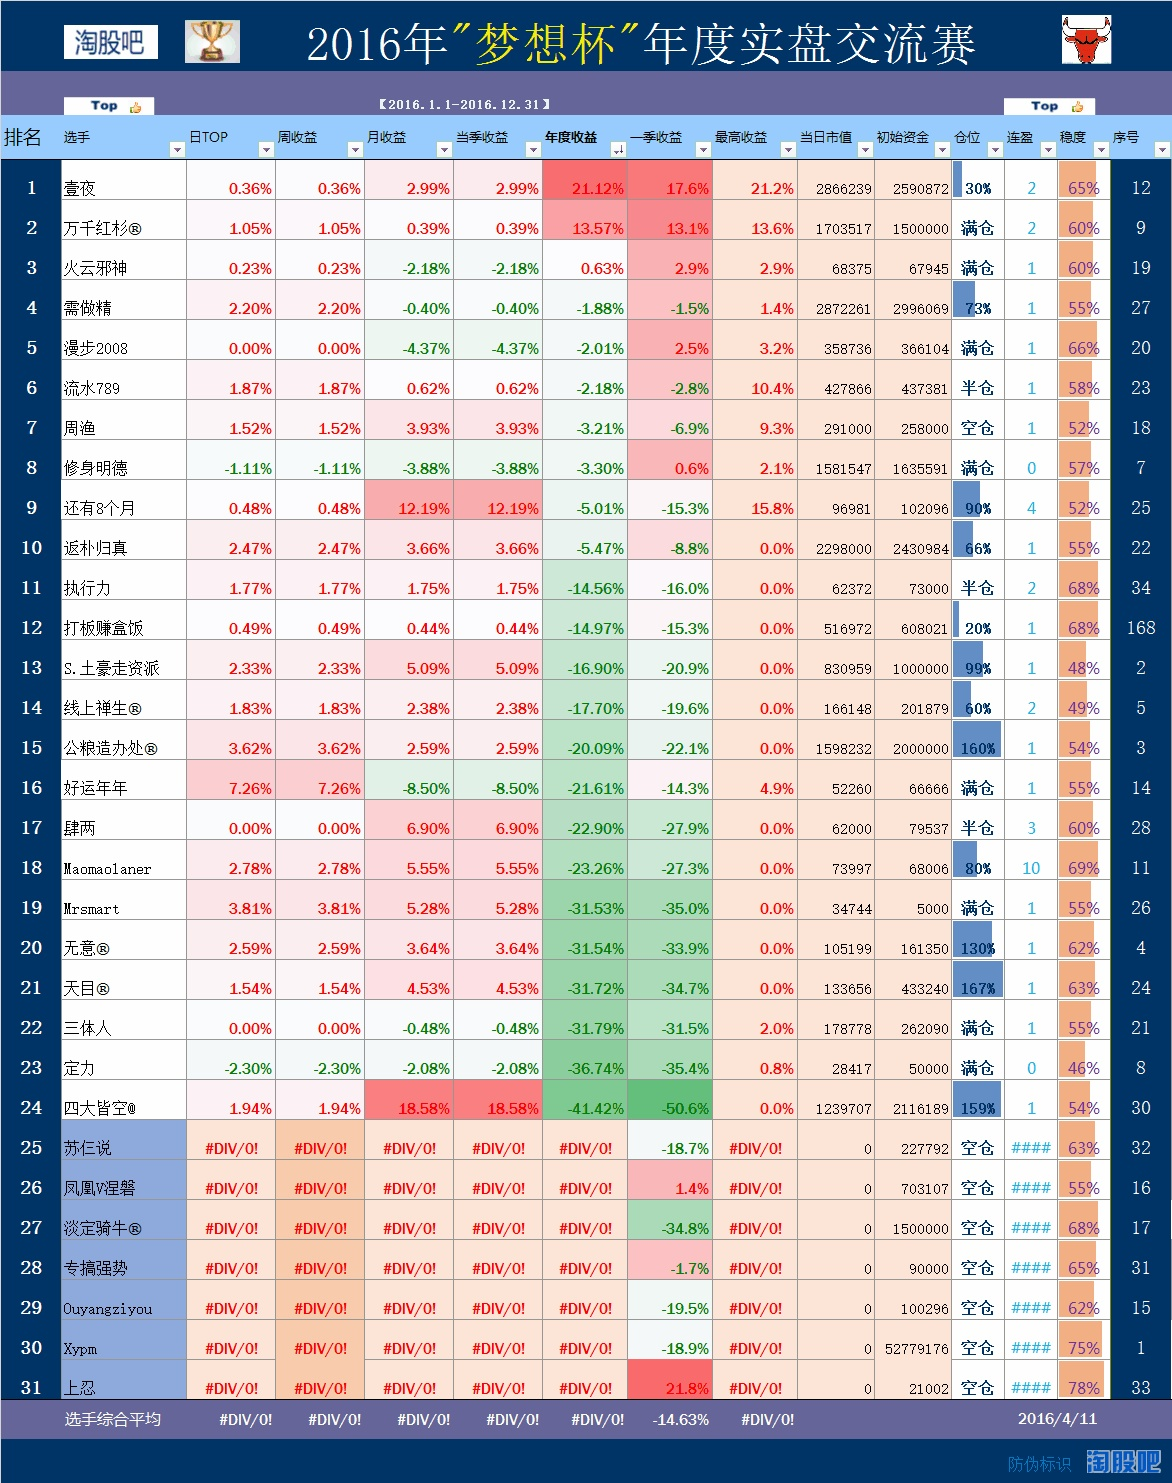 淘股吧 2016年"梦想杯"年度实盘交流赛
Top 【2016.1.1-2016.12.31】 Top
排名 选手 日TOP 周收益 月收益 当季收益 年度收益 一季收益 最高收益 当日市值 初始资金 仓位 连盈 稳度 序号
1 壹夜 0.36% 0.36% 2.99% 2.99% 21.12% 17.6% 21.2% 2866239 2590872 30% 2 65% 12
2 万千红杉® 1.05% 1.05% 0.39% 0.39% 13.57% 13.1% 13.6% 1703517 1500000 满仓 2 60% 9
3 火云邪神 0.23% 0.23% -2.18% -2.18% 0.63% 2.9% 2.9% 68375 67945 满仓 1 60% 19
4 需做精 2.20% 2.20% -0.40% -0.40% -1.88% -1.5% 1.4% 2872261 2996069 73% 1 55% 27
5 漫步2008 0.00% 0.00% -4.37% -4.37% -2.01% 2.5% 3.2% 358736 366104 满仓 1 66% 20
6 流水789 1.87% 1.87% 0.62% 0.62% -2.18% -2.8% 10.4% 427866 437381 半仓 1 58% 23
7 周渔 1.52% 1.52% 3.93% 3.93% -3.21% -6.9% 9.3% 291000 258000 空仓 1 52% 18
8 修身明德 -1.11% -1.11% -3.88% -3.88% -3.30% 0.6% 2.1% 1581547 1635591 满仓 0 57% 7
9 还有8个月 0.48% 0.48% 12.19% 12.19% -5.01% -15.3% 15.8% 96981 102096 90% 4 52% 25
10 返朴归真 2.47% 2.47% 3.66% 3.66% -5.47% -8.8% 0.0% 2298000 2430984 66% 1 55% 22
11 执行力 1.77% 1.77% 1.75% 1.75% -14.56% -16.0% 0.0% 62372 73000 半仓 2 68% 34
12 打板赚盒饭 0.49% 0.49% 0.44% 0.44% -14.97% -15.3% 0.0% 516972 608021 20% 1 68% 168
13 S.土豪走资派 2.33% 2.33% 5.09% 5.09% -16.90% -20.9% 0.0% 830959 1000000 99% 1 48% 2
14 线上禅生® 1.83% 1.83% 2.38% 2.38% -17.70% -19.6% 0.0% 166148 201879 60% 2 49% 5
15 公粮造办处® 3.62% 3.62% 2.59% 2.59% -20.09% -22.1% 0.0% 1598232 2000000 160% 1 54% 3
16 好运年年 7.26% 7.26% -8.50% -8.50% -21.61% -14.3% 4.9% 52260 66666 满仓 1 55% 14
17 肆两 0.00% 0.00% 6.90% 6.90% -22.90% -27.9% 0.0% 62000 79537 半仓 3 60% 28
18 Maomaolaner 2.78% 2.78% 5.55% 5.55% -23.26% -27.3% 0.0% 73997 68006 80% 10 69% 11
19 Mrsmart 3.81% 3.81% 5.28% 5.28% -31.53% -35.0% 0.0% 34744 5000 满仓 1 55% 26
20 无意® 2.59% 2.59% 3.64% 3.64% -31.54% -33.9% 0.0% 105199 161350 130% 1 62% 4
21 天目® 1.54% 1.54% 4.53% 4.53% -31.72% -34.7% 0.0% 133656 433240 167% 1 63% 24
22 三体人 0.00% 0.00% -0.48% -0.48% -31.79% -31.5% 2.0% 178778 262090 满仓 1 55% 21
23 定力 -2.30% -2.30% -2.08% -2.08% -36.74% -35.4% 0.8% 28417 50000 满仓 0 46% 8
24 四大皆空@ 1.94% 1.94% 18.58% 18.58% -41.42% -50.6% 0.0% 1239707 2116189 159% 1 54% 30
25 苏仨说 #DIV/0! #DIV/0! #DIV/0! #DIV/0! #DIV/0! -18.7% #DIV/0! 0 227792 空仓 #### 63% 32
26 凤凰V涅磐 #DIV/0! #DIV/0! #DIV/0! #DIV/0! #DIV/0! 1.4% #DIV/0! 0 703107 空仓 #### 55% 16
27 淡定骑牛® #DIV/0! #DIV/0! #DIV/0! #DIV/0! #DIV/0! -34.8% #DIV/0! 0 1500000 空仓 #### 68% 17
28 专搞强势 #DIV/0! #DIV/0! #DIV/0! #DIV/0! #DIV/0! -1.7% #DIV/0! 0 90000 空仓 #### 65% 31
29 Ouyangziyou #DIV/0! #DIV/0! #DIV/0! #DIV/0! #DIV/0! -19.5% #DIV/0! 0 100296 空仓 #### 62% 15
30 Xypm #DIV/0! #DIV/0! #DIV/0! #DIV/0! #DIV/0! -18.9% #DIV/0! 0 52779176 空仓 #### 75% 1
31 上忍 #DIV/0! #DIV/0! #DIV/0! #DIV/0! #DIV/0! 21.8% #DIV/0! 0 21002 空仓 #### 78% 33
选手综合平均 #DIV/0! #DIV/0! #DIV/0! #DIV/0! #DIV/0! -14.63% #DIV/0! 2016/4/11
防伪标识 淘股吧